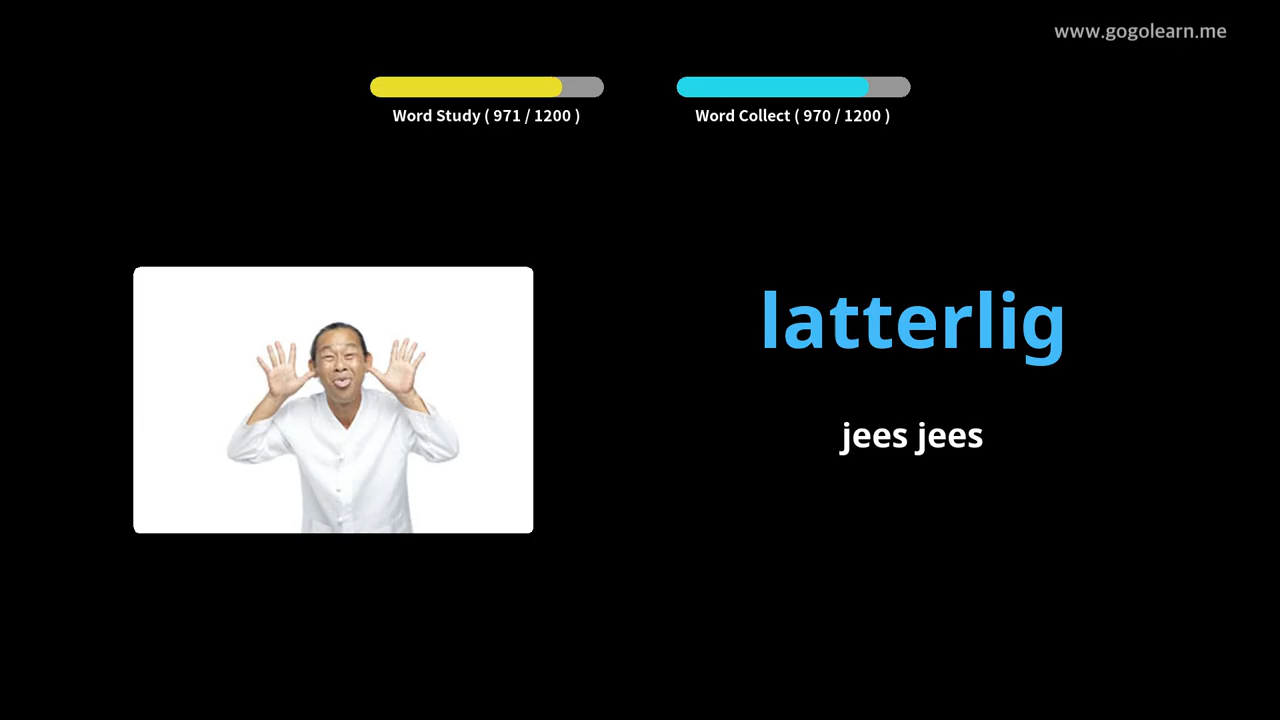 www.gogolearn.me
Word Study ( 971 / 1200 )
Word Collect ( 970 / 1200 )
latterlig
jees jees